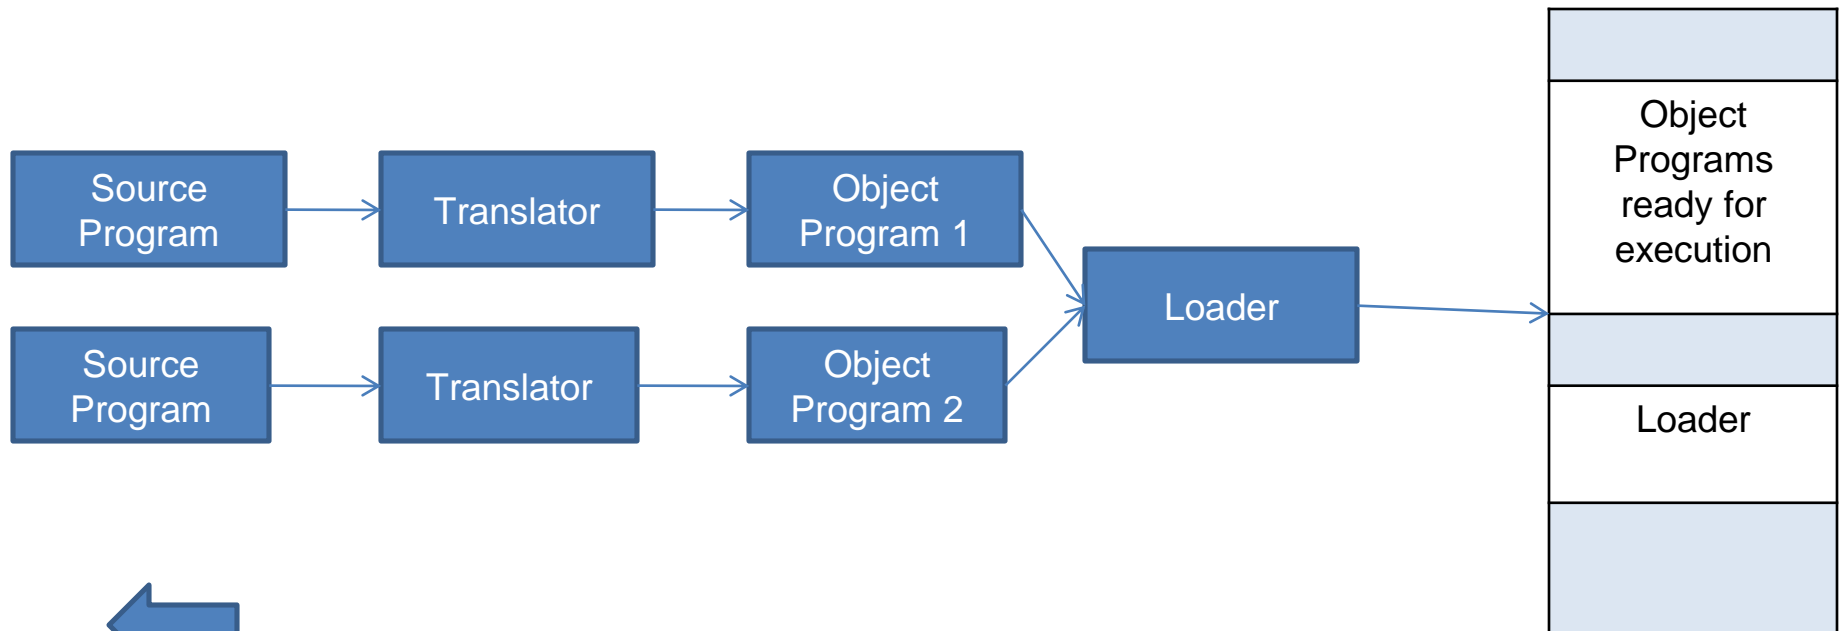 Source
Program
Translator
Object
Program 1
Source
Program
Translator
Object
Program 2
Loader
Object
Programs
ready for
execution
Loader